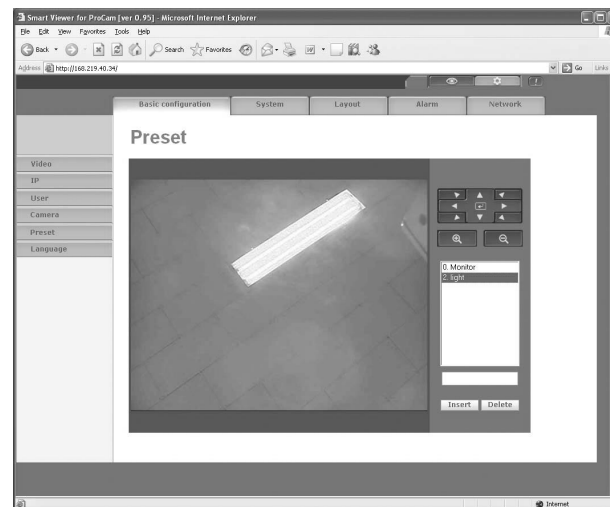 Smart Viewer for ProCam [ver 0.95] - Microsoft Internet Explorer
File Edit View Favorites Tools Help
Back Search Favorites
Address http://168.219.40.34/ Go Links
Basic configuration System Layout Alarm Network
Preset
Video
IP
User
Camera
Preset
Language
0. Monitor
2. light
Insert Delete
Internet